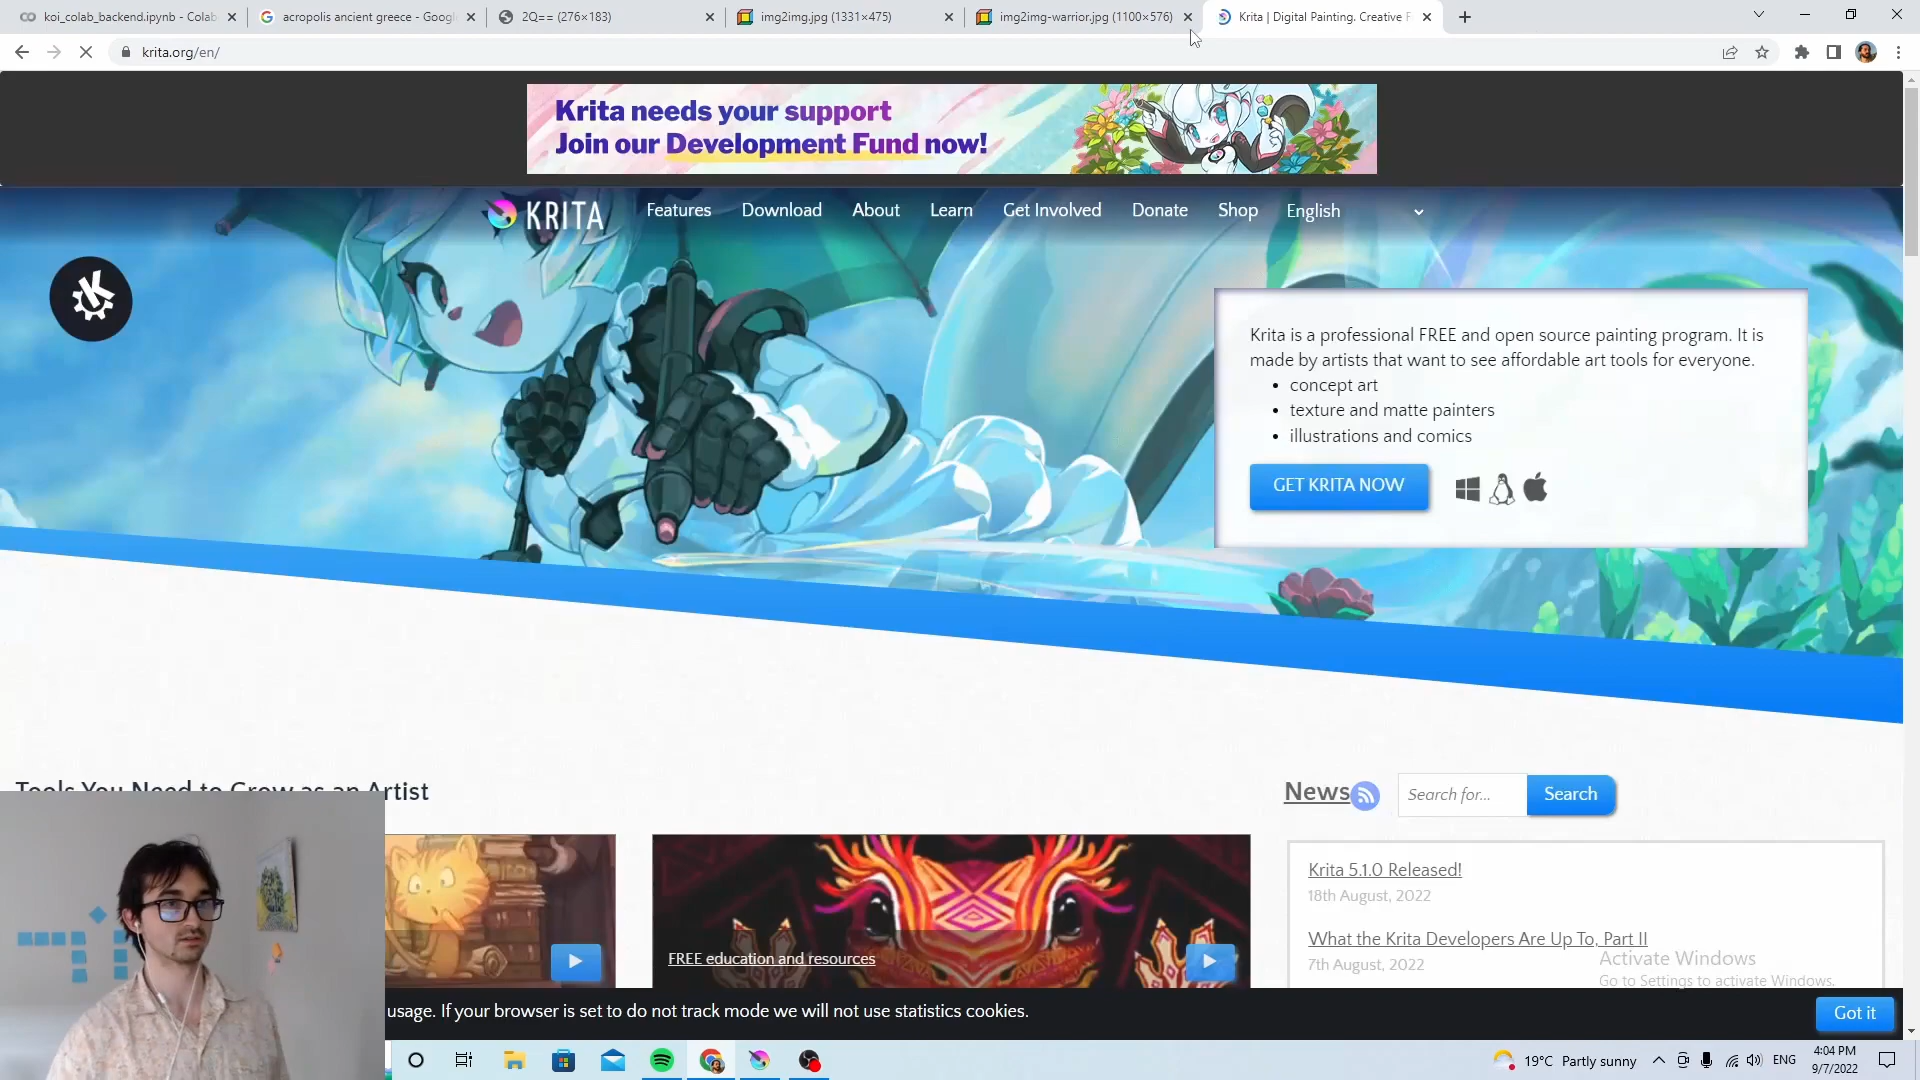 koi_colab_backend.ipynb - Colab
acropolis ancient greece - Googl
2Q== (276×183)
img2img.jpg (1331×475)
img2img-warrior.jpg (1100×576)
Krita | Digital Painting. Creative F
krita.org/en/
Krita needs your support
Join our Development Fund now!
KRITA
Features
Download
About
Learn
Get Involved
Donate
Shop
English
Krita is a professional FREE and open source painting program. It is
made by artists that want to see affordable art tools for everyone.
• concept art
• texture and matte painters
• illustrations and comics
GET KRITA NOW
Tools You Need to Grow as an Artist
News
Search for...
Search
Krita 5.1.0 Released!
18th August, 2022
What the Krita Developers Are Up To, Part II
7th August, 2022
FREE education and resources
Activate Windows
Go to Settings to activate Windows.
usage. If your browser is set to do not track mode we will not use statistics cookies.
Got it
19°C Partly sunny
ENG
4:04 PM
9/7/2022